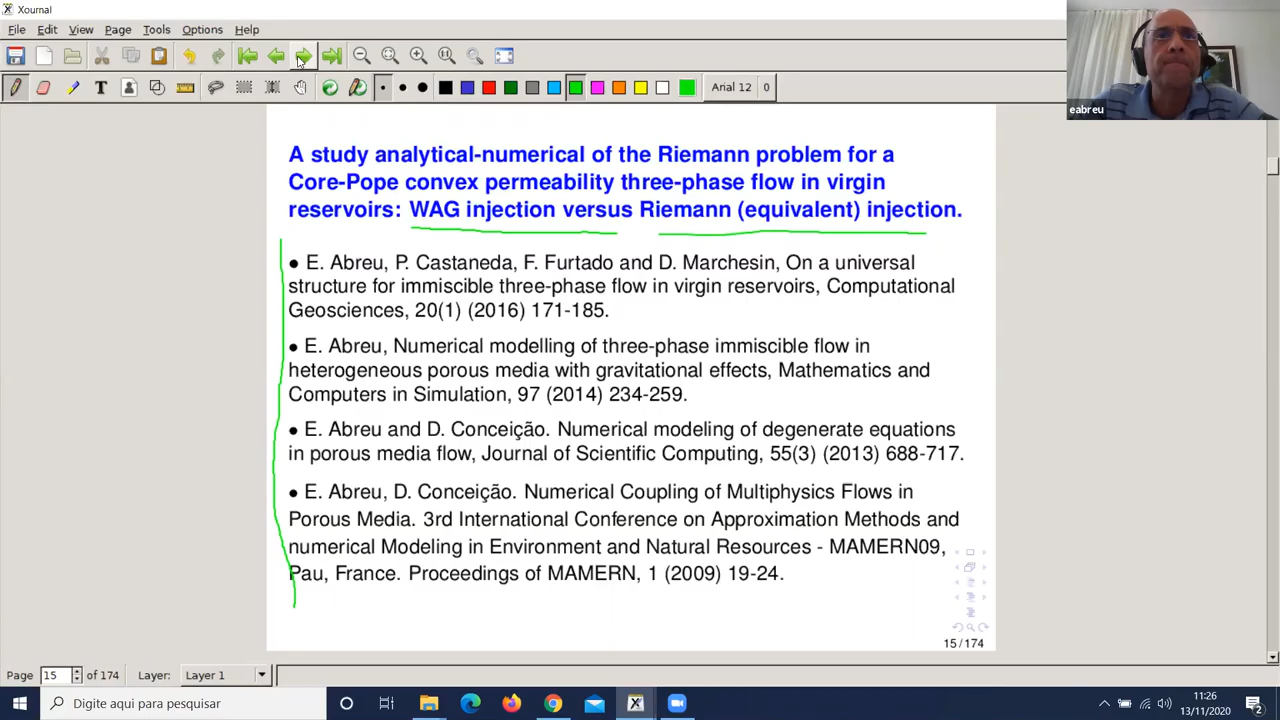 Xournal
File Edit View Page Tools Options Help
T Arial 12 0
eabreu
A study analytical-numerical of the Riemann problem for a
Core-Pope convex permeability three-phase flow in virgin
reservoirs: WAG injection versus Riemann (equivalent) injection.
● E. Abreu, P. Castaneda, F. Furtado and D. Marchesin, On a universal
structure for immiscible three-phase flow in virgin reservoirs, Computational
Geosciences, 20(1) (2016) 171-185.
● E. Abreu, Numerical modelling of three-phase immiscible flow in
heterogeneous porous media with gravitational effects, Mathematics and
Computers in Simulation, 97 (2014) 234-259.
● E. Abreu and D. Conceição. Numerical modeling of degenerate equations
in porous media flow, Journal of Scientific Computing, 55(3) (2013) 688-717.
● E. Abreu, D. Conceição. Numerical Coupling of Multiphysics Flows in
Porous Media. 3rd International Conference on Approximation Methods and
numerical Modeling in Environment and Natural Resources - MAMERN09,
Pau, France. Proceedings of MAMERN, 1 (2009) 19-24.
15/174
Page 15 of 174 Layer: Layer 1
Digite aqui para pesquisar
11:26
13/11/2020
2